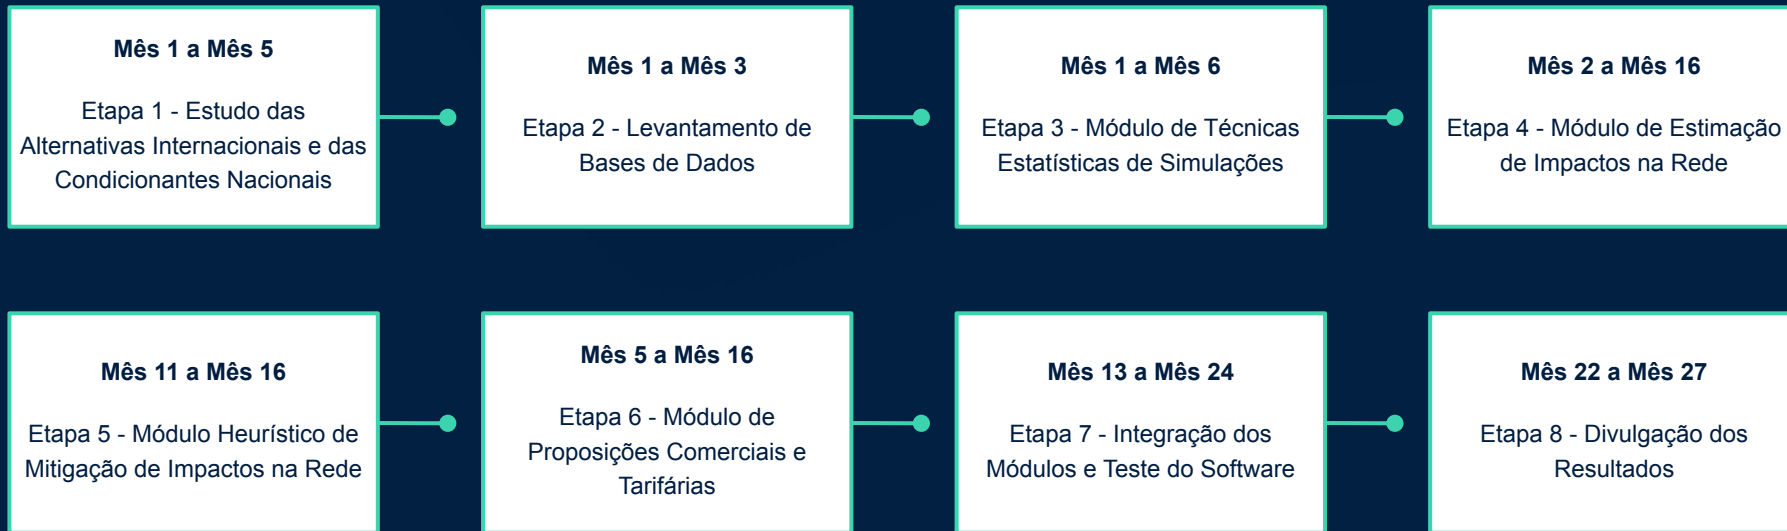 Mês 1 a Mês 5
Etapa 1 - Estudo das
Alternativas Internacionais e das
Condicionantes Nacionais
Mês 1 a Mês 3
Etapa 2 - Levantamento de
Bases de Dados
Mês 1 a Mês 6
Etapa 3 - Módulo de Técnicas
Estatísticas de Simulações
Mês 2 a Mês 16
Etapa 4 - Módulo de Estimação
de Impactos na Rede
Mês 11 a Mês 16
Etapa 5 - Módulo Heurístico de
Mitigação de Impactos na Rede
Mês 5 a Mês 16
Etapa 6 - Módulo de
Proposições Comerciais e
Tarifárias
Mês 13 a Mês 24
Etapa 7 - Integração dos
Módulos e Teste do Software
Mês 22 a Mês 27
Etapa 8 - Divulgação dos
Resultados